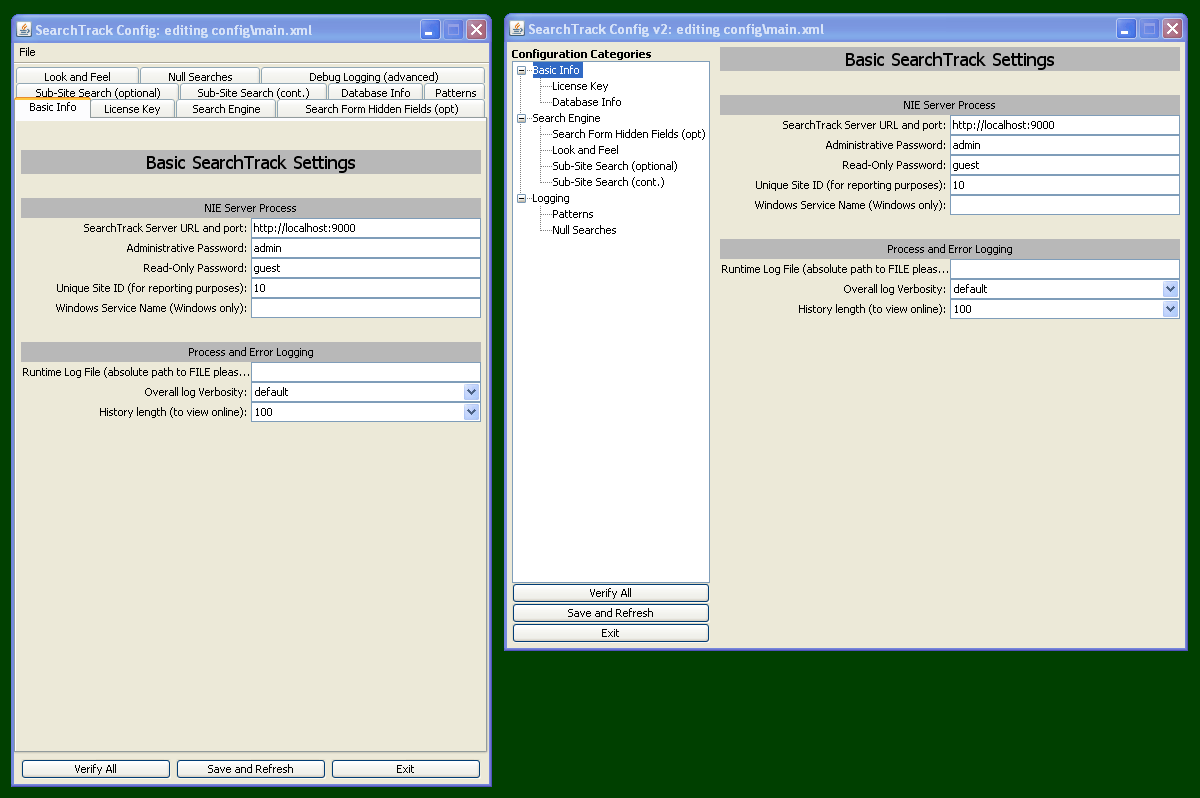 SearchTrack Config: editing config\main.xml
File
Look and Feel Null Searches Debug Logging (advanced)
Sub-Site Search (optional) Sub-Site Search (cont.) Database Info Patterns
Basic Info License Key Search Engine Search Form Hidden Fields (opt)
Basic SearchTrack Settings
NIE Server Process
SearchTrack Server URL and port: http://localhost:9000
Administrative Password: admin
Read-Only Password: guest
Unique Site ID (for reporting purposes): 10
Windows Service Name (Windows only):
Process and Error Logging
Runtime Log File (absolute path to FILE pleas...
Overall log Verbosity: default
History length (to view online): 100
Verify All Save and Refresh Exit
SearchTrack Config v2: editing config\main.xml
Configuration Categories
Basic Info
License Key
Database Info
Search Engine
Search Form Hidden Fields (opt)
Look and Feel
Sub-Site Search (optional)
Sub-Site Search (cont.)
Logging
Patterns
Null Searches
Verify All
Save and Refresh
Exit
Basic SearchTrack Settings
NIE Server Process
SearchTrack Server URL and port: http://localhost:9000
Administrative Password: admin
Read-Only Password: guest
Unique Site ID (for reporting purposes): 10
Windows Service Name (Windows only):
Process and Error Logging
Runtime Log File (absolute path to FILE pleas...
Overall log Verbosity: default
History length (to view online): 100